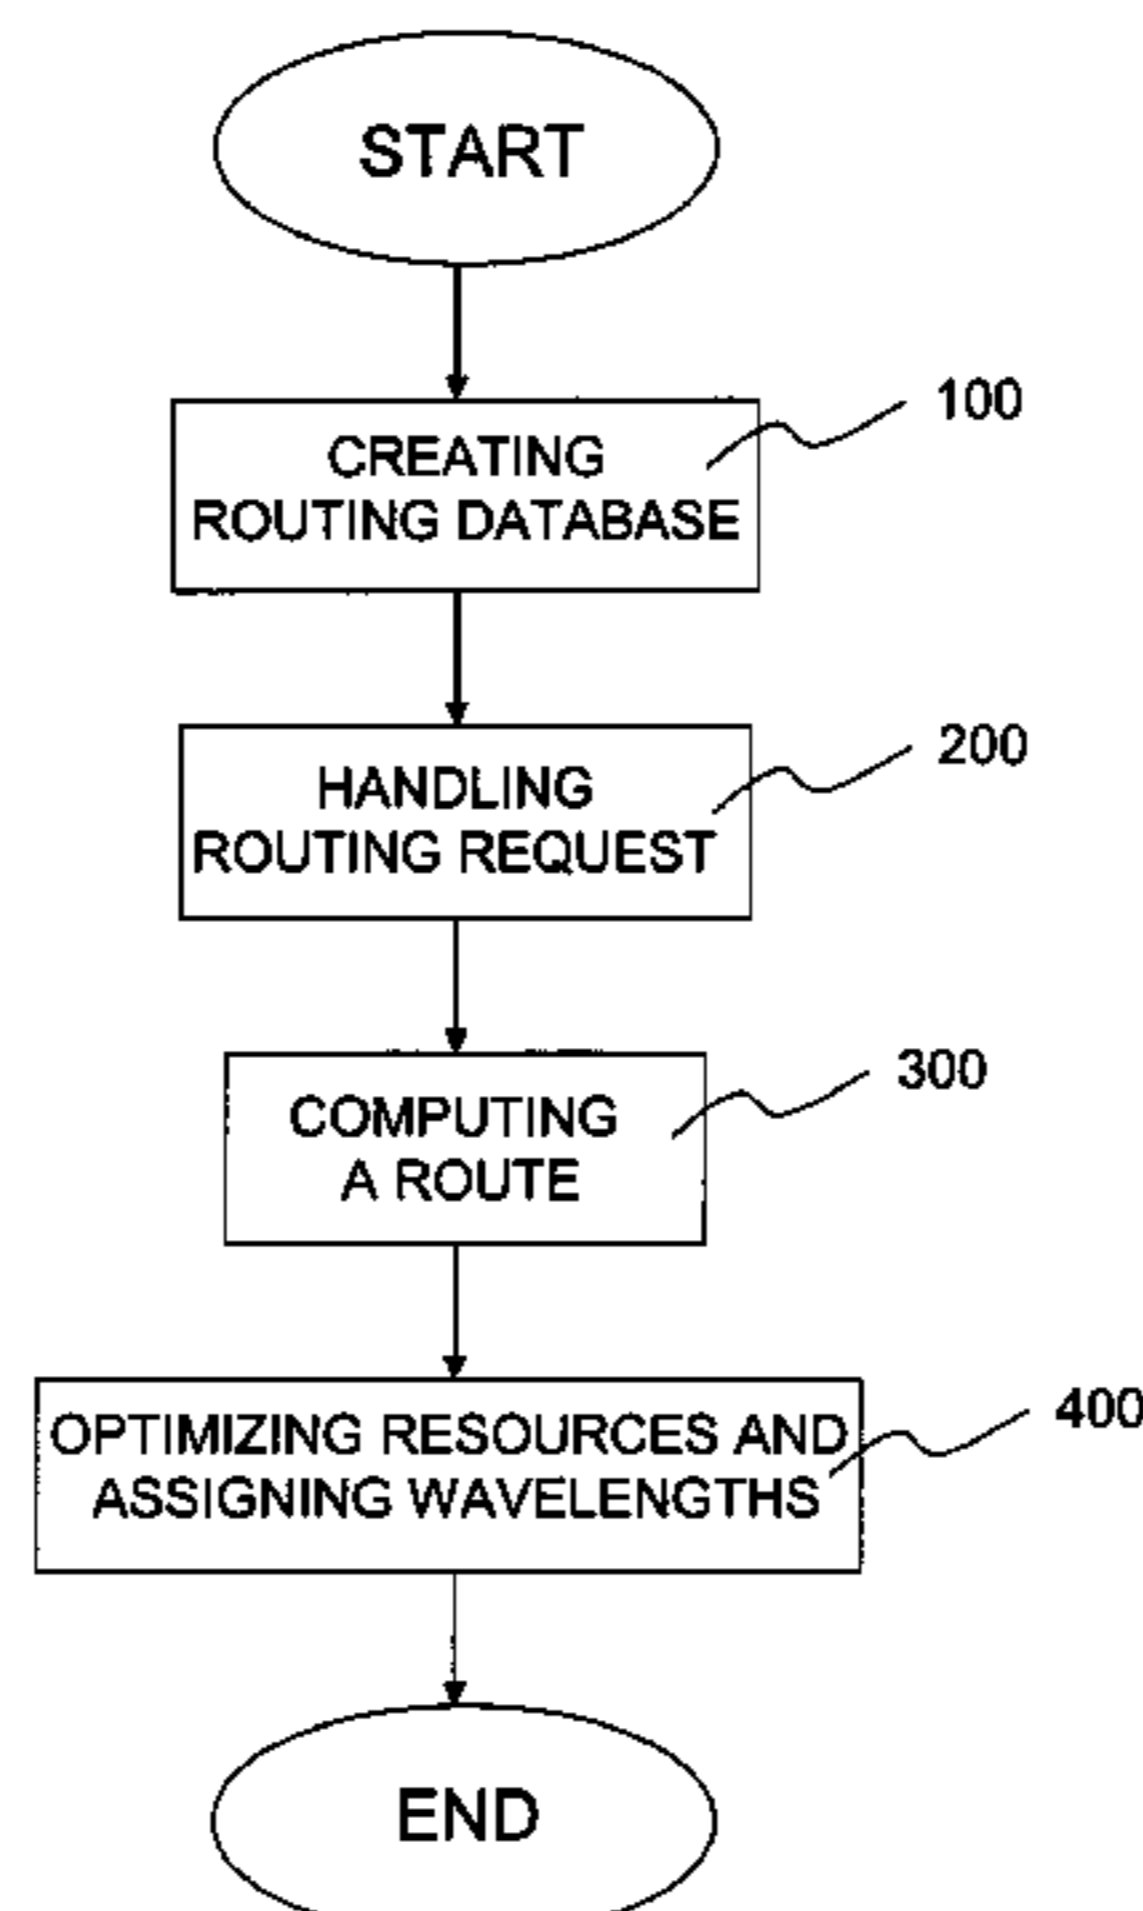 START
100
CREATING
ROUTING DATABASE
200
HANDLING
ROUTING REQUEST
300
COMPUTING
A ROUTE
400
OPTIMIZING RESOURCES AND
ASSIGNING WAVELENGTHS
END